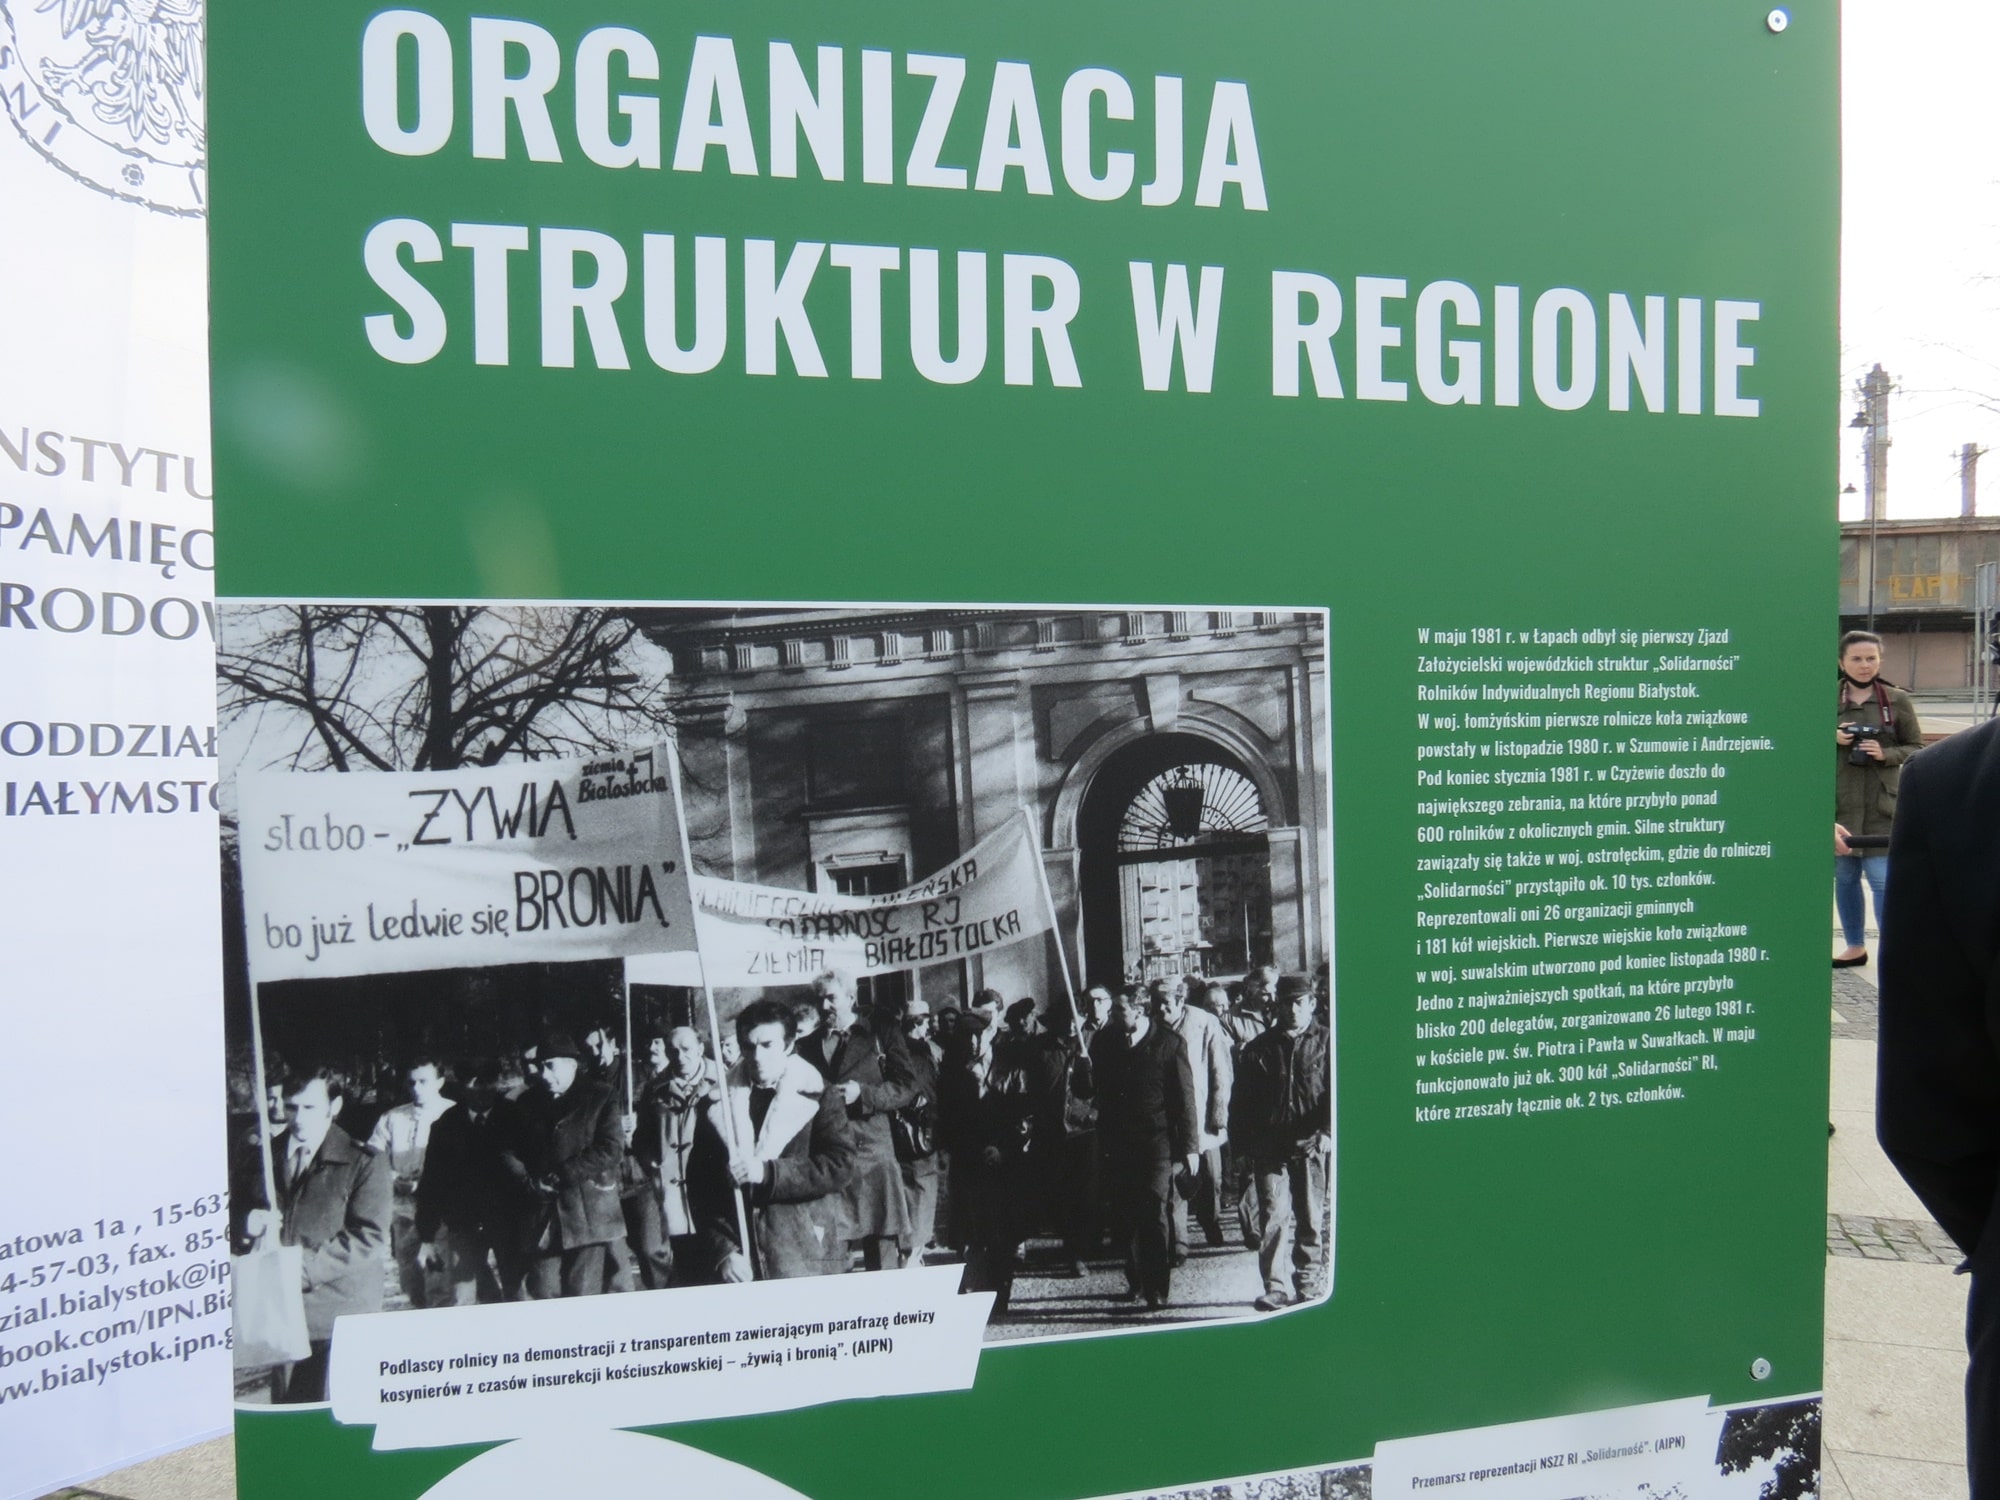 ORGANIZACJA
STRUKTUR W REGIONIE
W maju 1981 r. w Łapach odbył się pierwszy Zjazd
Założycielski wojewódzkich struktur „Solidarności”
Rolników Indywidualnych Regionu Białystok.
W woj. łomżyńskim pierwsze rolnicze koła związkowe
powstały w listopadzie 1980 r. w Szumowie i Andrzejewie.
Pod koniec stycznia 1981 r. w Czyżewie doszło do
największego zebrania, na które przybyło ponad
600 rolników z okolicznych gmin. Silne struktury
zawiązały się także w woj. ostrołęckim, gdzie do rolniczej
„Solidarności” przystąpiło ok. 10 tys. członków.
Reprezentowali oni 26 organizacji gminnych
i 181 kół wiejskich. Pierwsze wiejskie koło związkowe
w woj. suwalskim utworzono pod koniec listopada 1980 r.
Jedno z najważniejszych spotkań, na które przybyło
blisko 200 delegatów, zorganizowano 26 lutego 1981 r.
w kościele pw. św. Piotra i Pawła w Suwałkach. W maju
funkcjonowało już ok. 300 kół „Solidarności” RI,
które zrzeszały łącznie ok. 2 tys. członków.
ziemia
Białostocka
słabo - „ŻYWIĄ
bo już ledwie się BRONIĄ”
SOLIDARNOŚĆ RI
ZIEMIA BIAŁOSTOCKA
Podlascy rolnicy na demonstracji z transparentem zawierającym parafrazę dewizy
kosynierów z czasów insurekcji kościuszkowskiej – „żywią i bronią”. (AIPN)
Przemarsz reprezentacji NSZZ RI „Solidarność”. (AIPN)
NSTYTU
PAMIĘC
RODOW
ODDZIAŁ
IAŁYMSTO
atowa 1a , 15-637
4-57-03, fax. 85-6
zial.bialystok@ip
book.com/IPN.Bia
ww.bialystok.ipn.g
ŁAPY